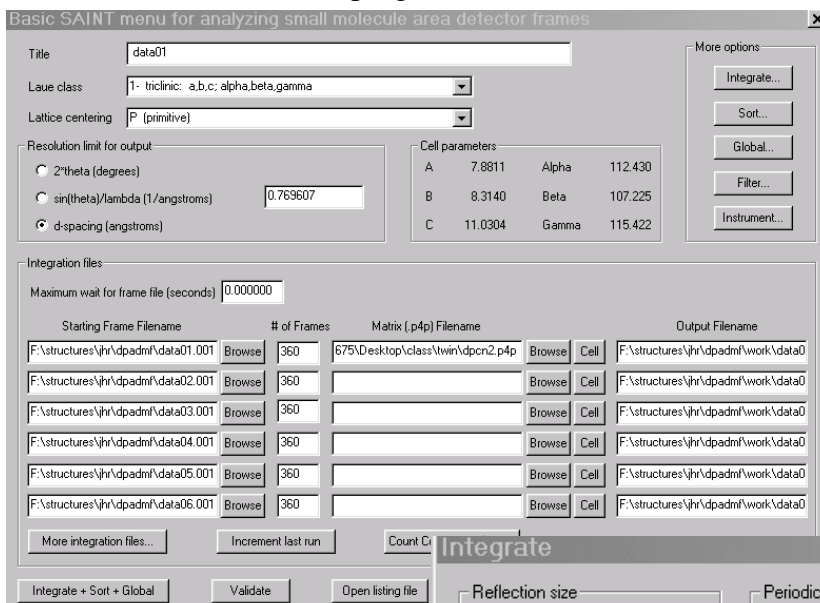 Basic SAINT menu for analyzing small molecule area detector frames
Title data01
Laue class 1- triclinic: a,b,c; alpha,beta,gamma
Lattice centering P (primitive)
More options
Integrate...
Sort...
Global...
Filter...
Instrument...
Resolution limit for output
2*theta (degrees)
sin(theta)/lambda (1/angstroms)
d-spacing (angstroms)
0.769607
Cell parameters
A 7.8811 Alpha 112.430
B 8.3140 Beta 107.225
C 11.0304 Gamma 115.422
Integration files
Maximum wait for frame file (seconds) 0.000000
Starting Frame Filename # of Frames Matrix (.p4p) Filename Output Filename
F:\structures\jhr\dpadmf\data01.001 Browse 360 675\Desktop\class\twin\dpcn2.p4p Browse Cell F:\structures\jhr\dpadmf\work\data0
F:\structures\jhr\dpadmf\data02.001 Browse 360 Browse Cell F:\structures\jhr\dpadmf\work\data0
F:\structures\jhr\dpadmf\data03.001 Browse 360 Browse Cell F:\structures\jhr\dpadmf\work\data0
F:\structures\jhr\dpadmf\data04.001 Browse 360 Browse Cell F:\structures\jhr\dpadmf\work\data0
F:\structures\jhr\dpadmf\data05.001 Browse 360 Browse Cell F:\structures\jhr\dpadmf\work\data0
F:\structures\jhr\dpadmf\data06.001 Browse 360 Browse Cell F:\structures\jhr\dpadmf\work\data0
More integration files... Increment last run Count
Integrate + Sort + Global Validate Open listing file
Integrate
Reflection size Periodic